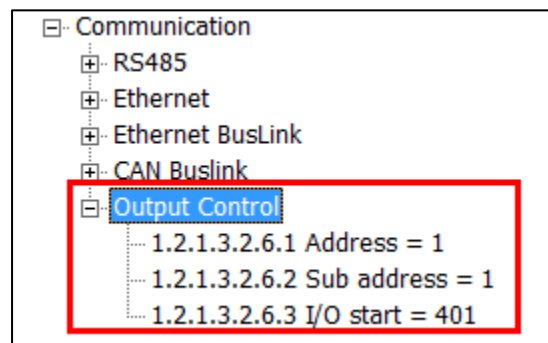 Communication
RS485
Ethernet
Ethernet BusLink
CAN Buslink
Output Control
1.2.1.3.2.6.1 Address = 1
1.2.1.3.2.6.2 Sub address = 1
1.2.1.3.2.6.3 I/O start = 401